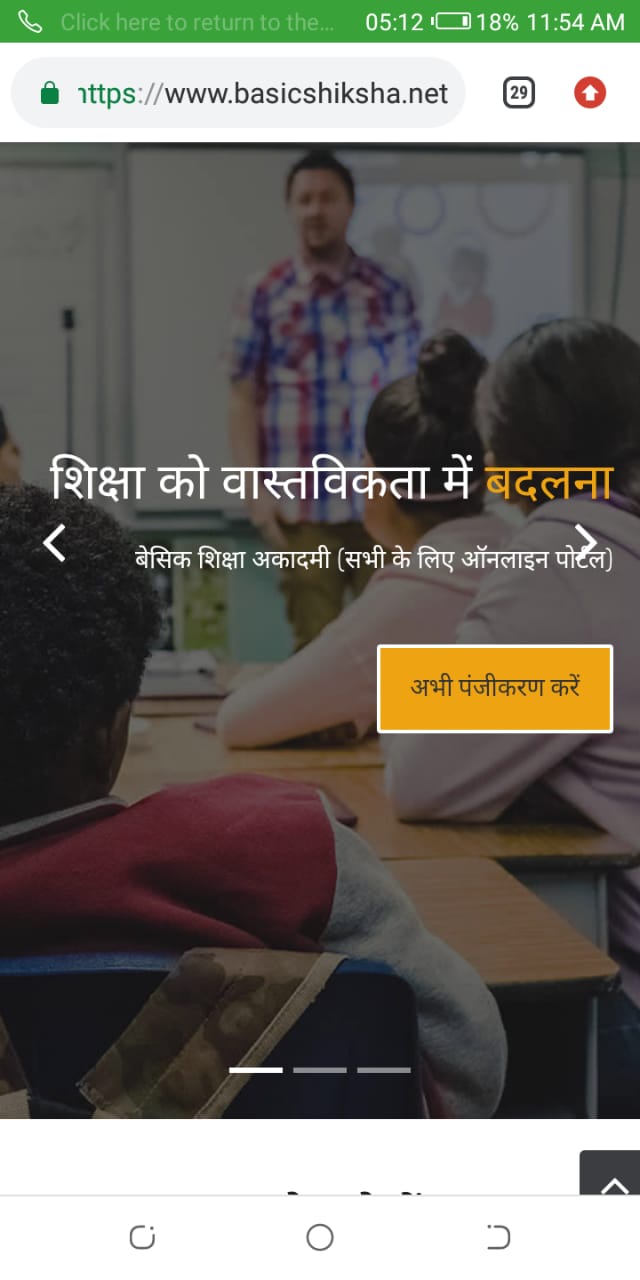 Click here to return to the... 05:12 18% 11:54 AM
https://www.basicshiksha.net 29
शिक्षा को वास्तविकता में बदलना
बेसिक शिक्षा अकादमी (सभी के लिए ऑनलाइन पोर्टल)
अभी पंजीकरण करें